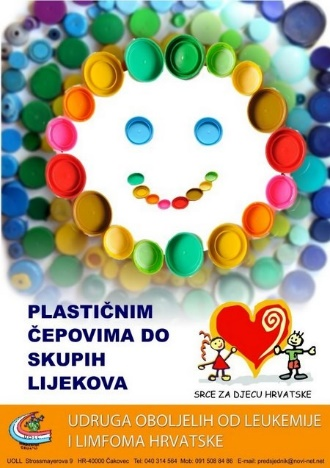 PLASTIČNIM
ČEPOVIMA DO
SKUPIH
LIJEKOVA
SRCE ZA DJECU HRVATSKE
UDRUGA OBOLJELIH OD LEUKEMIJE
I LIMFOMA HRVATSKE
UOLL Strossmayerova 9 HR-40000 Čakovec Tel: 040 314 564 Mob: 091 508 84 86 E-mail: predsjednik@novi-net.net